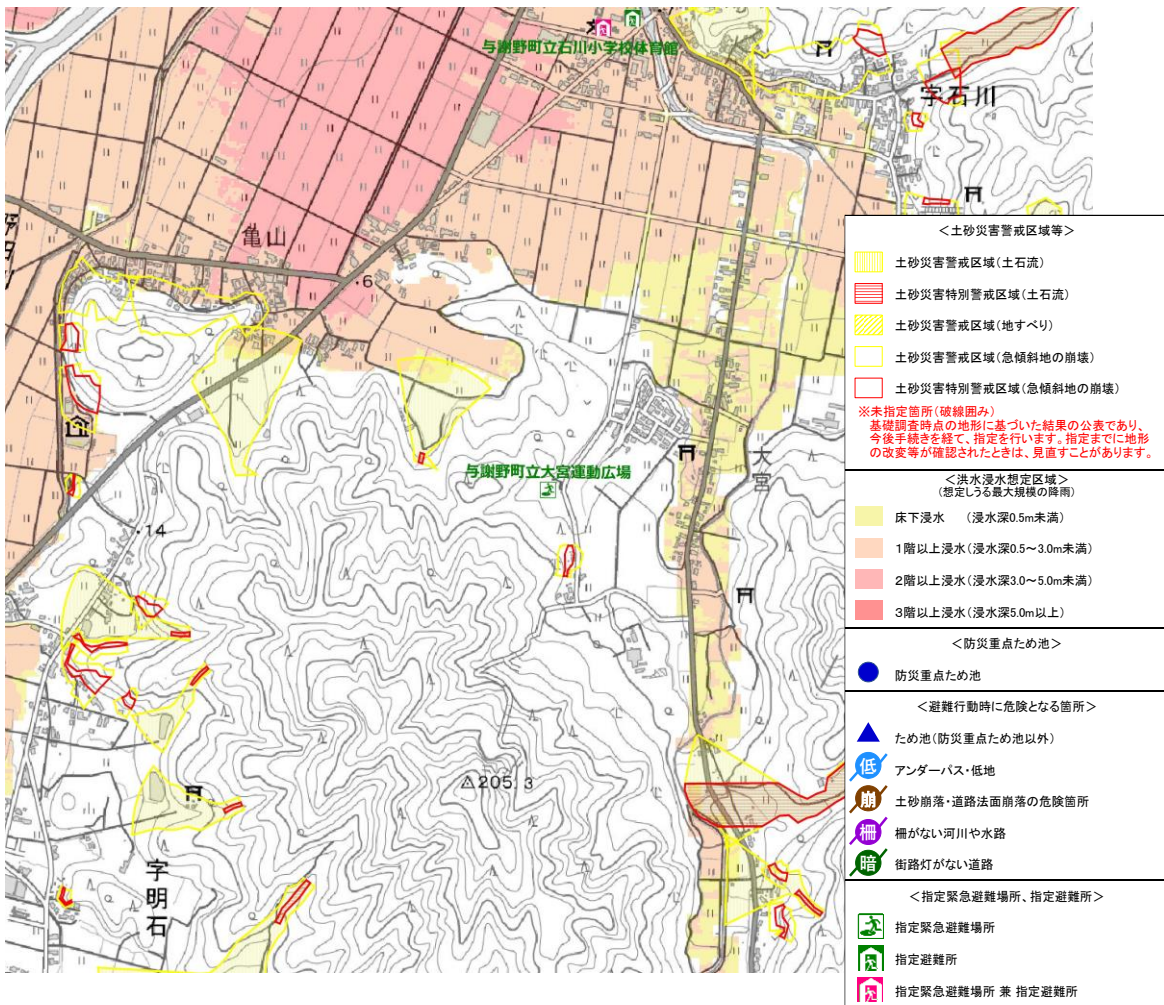 与謝野町立石川小学校体育館
字石川
亀山
・6
与謝野町立大宮運動広場
大宮
・14
△205.3
字明石
＜土砂災害警戒区域等＞
土砂災害警戒区域(土石流)
土砂災害特別警戒区域(土石流)
土砂災害警戒区域(地すべり)
土砂災害警戒区域(急傾斜地の崩壊)
土砂災害特別警戒区域(急傾斜地の崩壊)
※未指定箇所(破線囲み)
基礎調査時点の地形に基づいた結果の公表であり、
今後手続きを経て、指定を行います。指定までに地形
の改変等が確認されたときは、見直すことがあります。
＜洪水浸水想定区域＞
(想定しうる最大規模の降雨)
床下浸水　(浸水深0.5m未満)
1階以上浸水(浸水深0.5～3.0m未満)
2階以上浸水(浸水深3.0～5.0m未満)
3階以上浸水(浸水深5.0m以上)
＜防災重点ため池＞
防災重点ため池
＜避難行動時に危険となる箇所＞
ため池(防災重点ため池以外)
低 アンダーパス・低地
崩 土砂崩落・道路法面崩落の危険箇所
柵 柵がない河川や水路
暗 街路灯がない道路
＜指定緊急避難場所、指定避難所＞
指定緊急避難場所
指定避難所
指定緊急避難場所 兼 指定避難所